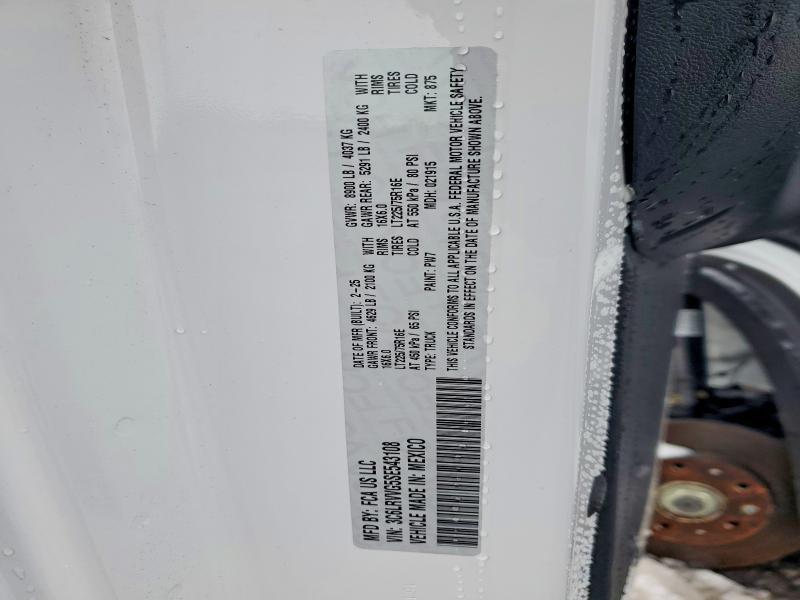 MFD BY: FCA US LLC
DATE OF MFR (BUILT): 2-25
GVWR: 8900 LB / 4037 KG
GAWR FRONT: 4629 LB / 2100 KG WITH
GAWR REAR: 5291 LB / 2400 KG WITH
16X6.0 RIMS
16X6.0 RIMS
LT225/75R16E TIRES
LT225/75R16E TIRES
AT 450 kPa / 65 PSI COLD
AT 550 kPa / 80 PSI COLD
VIN: 3C6LRVVG5SE543108
TYPE: TRUCK
PAINT: PW7
MDH: 021915
MKT: 875
VEHICLE MADE IN: MEXICO
THIS VEHICLE CONFORMS TO ALL APPLICABLE U.S.A. FEDERAL MOTOR VEHICLE SAFETY
STANDARDS IN EFFECT ON THE DATE OF MANUFACTURE SHOWN ABOVE.